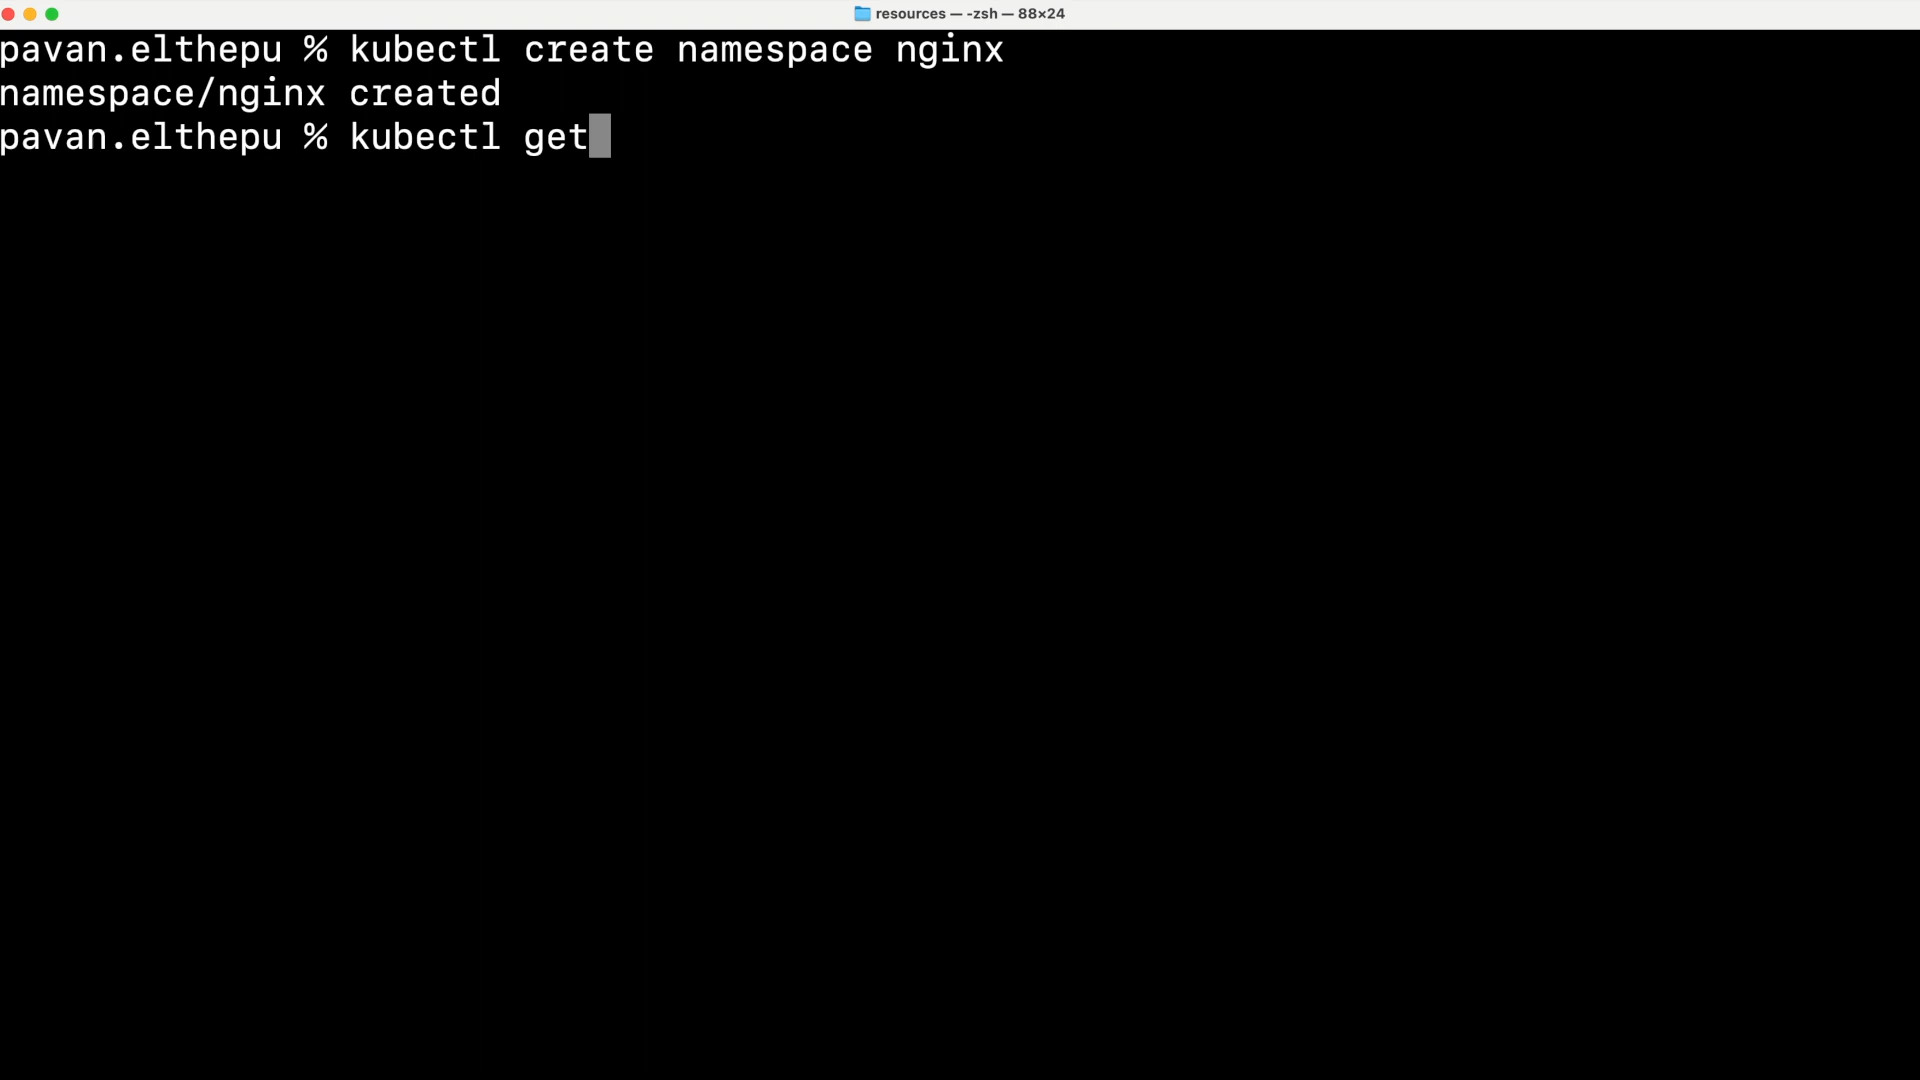 resources — -zsh — 88×24
pavan.elthepu % kubectl create namespace nginx
namespace/nginx created
pavan.elthepu % kubectl get